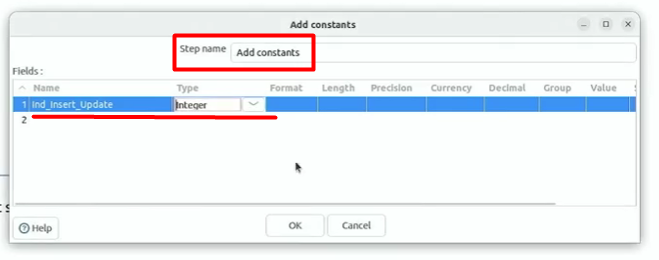 Add constants
Step name Add constants
Fields :
Name Type Format Length Precision Currency Decimal Group Value
1 Ind_Insert_Update Integer
2
Help OK Cancel